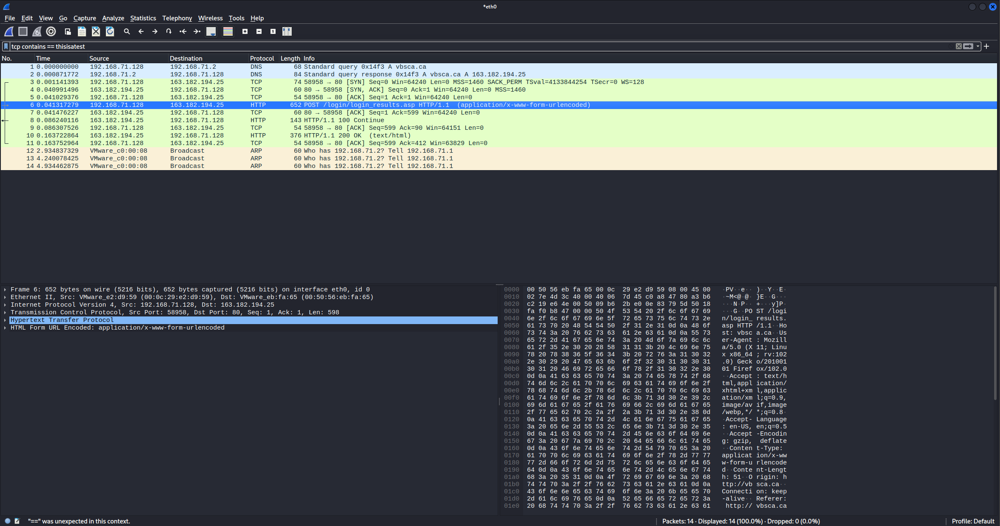 *eth0
File Edit View Go Capture Analyze Statistics Telephony Wireless Tools Help
tcp contains == thisisatest
No. Time Source Destination Protocol Length Info
1 0.000000000 192.168.71.128 192.168.71.2 DNS 68 Standard query 0x14f3 A vbsca.ca
2 0.000871772 192.168.71.2 192.168.71.128 DNS 84 Standard query response 0x14f3 A vbsca.ca A 163.182.194.25
3 0.001141393 192.168.71.128 163.182.194.25 TCP 74 58958 → 80 [SYN] Seq=0 Win=64240 Len=0 MSS=1460 SACK_PERM TSval=4133844254 TSecr=0 WS=128
4 0.040991496 163.182.194.25 192.168.71.128 TCP 60 80 → 58958 [SYN, ACK] Seq=0 Ack=1 Win=64240 Len=0 MSS=1460
5 0.041029376 192.168.71.128 163.182.194.25 TCP 54 58958 → 80 [ACK] Seq=1 Ack=1 Win=64240 Len=0
6 0.041317279 192.168.71.128 163.182.194.25 HTTP 652 POST /login/login_results.asp HTTP/1.1 (application/x-www-form-urlencoded)
7 0.041476227 163.182.194.25 192.168.71.128 TCP 60 80 → 58958 [ACK] Seq=1 Ack=599 Win=64240 Len=0
8 0.086240116 163.182.194.25 192.168.71.128 HTTP 143 HTTP/1.1 100 Continue
9 0.086307526 192.168.71.128 163.182.194.25 TCP 54 58958 → 80 [ACK] Seq=599 Ack=90 Win=64151 Len=0
10 0.163722864 163.182.194.25 192.168.71.128 HTTP 376 HTTP/1.1 200 OK (text/html)
11 0.163752964 192.168.71.128 163.182.194.25 TCP 54 58958 → 80 [ACK] Seq=599 Ack=412 Win=63829 Len=0
12 2.934837329 VMware_c0:00:08 Broadcast ARP 60 Who has 192.168.71.2? Tell 192.168.71.1
13 4.240078425 VMware_c0:00:08 Broadcast ARP 60 Who has 192.168.71.2? Tell 192.168.71.1
14 4.934462875 VMware_c0:00:08 Broadcast ARP 60 Who has 192.168.71.2? Tell 192.168.71.1
Frame 6: 652 bytes on wire (5216 bits), 652 bytes captured (5216 bits) on interface eth0, id 0
Ethernet II, Src: VMware_e2:d9:59 (00:0c:29:e2:d9:59), Dst: VMware_eb:fa:65 (00:50:56:eb:fa:65)
Internet Protocol Version 4, Src: 192.168.71.128, Dst: 163.182.194.25
Transmission Control Protocol, Src Port: 58958, Dst Port: 80, Seq: 1, Ack: 1, Len: 598
Hypertext Transfer Protocol
HTML Form URL Encoded: application/x-www-form-urlencoded
0000 00 50 56 eb fa 65 00 0c 29 e2 d9 59 08 00 45 00 ·PV··e·· )··Y··E·
0010 02 7e 4d 3c 40 00 40 06 7d 45 c0 a8 47 80 a3 b6 ·~M<@·@· }E··G···
0020 c2 19 e6 4e 00 50 09 b6 2b e0 0e 83 79 5d 50 18 ···N·P·· +···y]P·
0030 fa f0 b8 47 00 00 50 4f 53 54 20 2f 6c 6f 67 69 ···G··PO ST /logi
0040 6e 2f 6c 6f 67 69 6e 5f 72 65 73 75 6c 74 73 2e n/login_ results.
0050 61 73 70 20 48 54 54 50 2f 31 2e 31 0d 0a 48 6f asp HTTP /1.1··Ho
0060 73 74 3a 20 76 62 73 63 61 2e 63 61 0d 0a 55 73 st: vbsc a.ca··Us
0070 65 72 2d 41 67 65 6e 74 3a 20 4d 6f 7a 69 6c 6c er-Agent : Mozill
0080 61 2f 35 2e 30 20 28 58 31 31 3b 20 4c 69 6e 75 a/5.0 (X 11; Linu
0090 78 20 78 38 36 5f 36 34 3b 20 72 76 3a 31 30 32 x x86_64 ; rv:102
00a0 2e 30 29 20 47 65 63 6b 6f 2f 32 30 31 30 30 31 .0) Geck o/201001
00b0 30 31 20 46 69 72 65 66 6f 78 2f 31 30 32 2e 30 01 Firef ox/102.0
00c0 0d 0a 41 63 63 65 70 74 3a 20 74 65 78 74 2f 68 ··Accept : text/h
00d0 74 6d 6c 2c 61 70 70 6c 69 63 61 74 69 6f 6e 2f tml,appl ication/
00e0 78 68 74 6d 6c 2b 78 6d 6c 2c 61 70 70 6c 69 63 xhtml+xm l,applic
00f0 61 74 69 6f 6e 2f 78 6d 6c 3b 71 3d 30 2e 39 2c ation/xm l;q=0.9,
0100 69 6d 61 67 65 2f 61 76 69 66 2c 69 6d 61 67 65 image/av if,image
0110 2f 77 65 62 70 2c 2a 2f 2a 3b 71 3d 30 2e 38 0d /webp,*/ *;q=0.8·
0120 0a 41 63 63 65 70 74 2d 4c 61 6e 67 75 61 67 65 ·Accept- Language
0130 3a 20 65 6e 2d 55 53 2c 65 6e 3b 71 3d 30 2e 35 : en-US, en;q=0.5
0140 0d 0a 41 63 63 65 70 74 2d 45 6e 63 6f 64 69 6e ··Accept -Encodin
0150 67 3a 20 67 7a 69 70 2c 20 64 65 66 6c 61 74 65 g: gzip,  deflate
0160 0d 0a 43 6f 6e 74 65 6e 74 2d 54 79 70 65 3a 20 ··Conten t-Type:
0170 61 70 70 6c 69 63 61 74 69 6f 6e 2f 78 2d 77 77 applicat ion/x-ww
0180 77 2d 66 6f 72 6d 2d 75 72 6c 65 6e 63 6f 64 65 w-form-u rlencode
0190 64 0d 0a 43 6f 6e 74 65 6e 74 2d 4c 65 6e 67 74 d··Conte nt-Lengt
01a0 68 3a 20 35 31 0d 0a 4f 72 69 67 69 6e 3a 20 68 h: 51··O rigin: h
01b0 74 74 70 3a 2f 2f 76 62 73 63 61 2e 63 61 0d 0a ttp://vb sca.ca··
01c0 43 6f 6e 6e 65 63 74 69 6f 6e 3a 20 6b 65 65 70 Connecti on: keep
01d0 2d 61 6c 69 76 65 0d 0a 52 65 66 65 72 65 72 3a -alive·· Referer:
01e0 20 68 74 74 70 3a 2f 2f 76 62 73 63 61 2e 63 61 http:// vbsca.ca
"==" was unexpected in this context. Packets: 14 · Displayed: 14 (100.0%) · Dropped: 0 (0.0%) Profile: Default